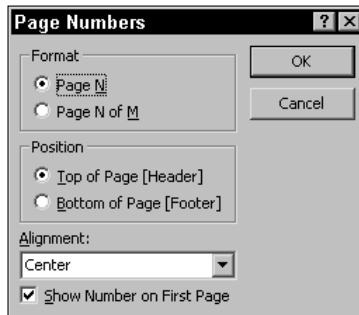 Page Numbers
Format
Page N
Page N of M
OK
Cancel
Position
Top of Page [Header]
Bottom of Page [Footer]
Alignment:
Center
Show Number on First Page